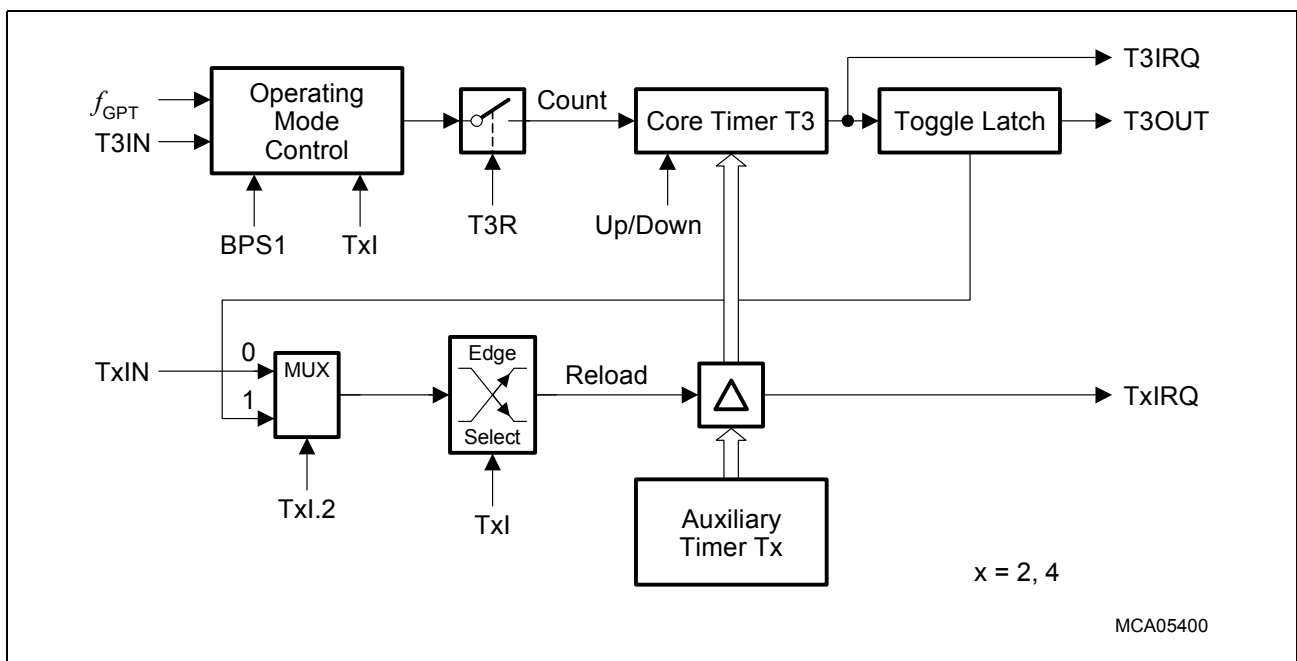 T3IRQ
f GPT
T3IN
Operating
Mode
Control
Count
Core Timer T3
Toggle Latch
T3OUT
BPS1
TxI
T3R
Up/Down
TxIN
0
1
MUX
Edge
Select
Reload
Δ
TxIRQ
TxI.2
TxI
Auxiliary
Timer Tx
x = 2, 4
MCA05400